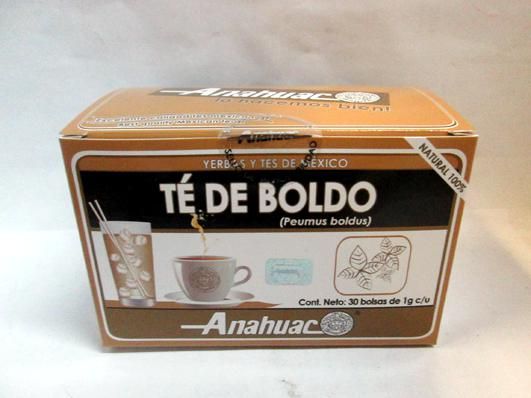 Anahuac
lo hacemos bien!
Anahuac
YERBAS Y TES DE MÉXICO
NATURAL 100%
TÉ DE BOLDO
(Peumus boldus)
Cont. Neto: 30 bolsas de 1g c/u
Anahuac®